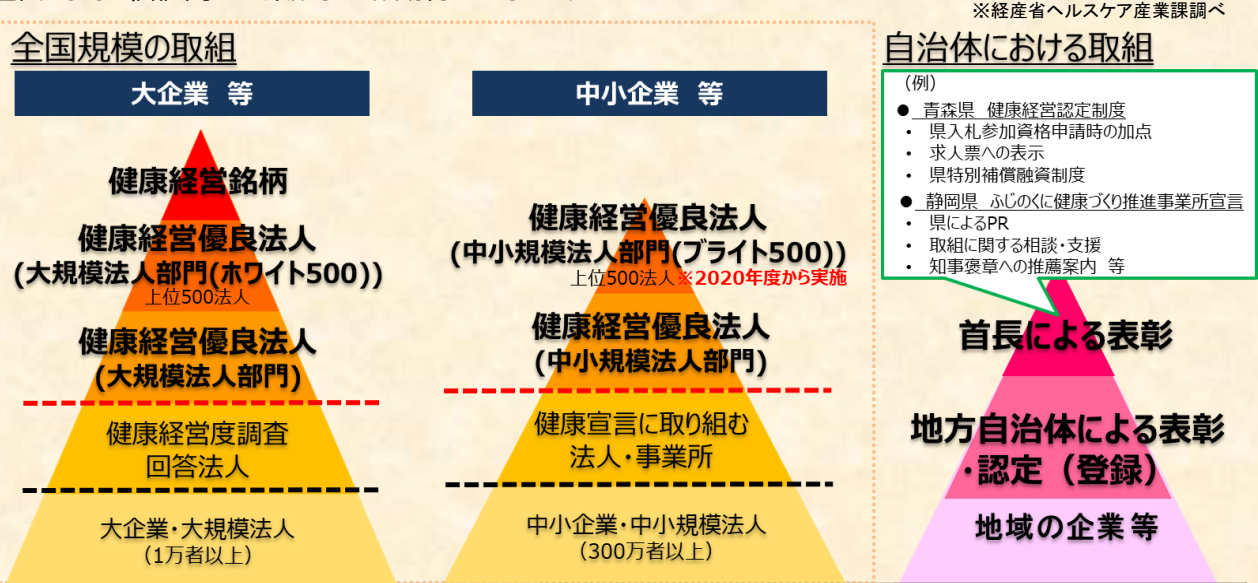 ※経産省ヘルスケア産業課調べ
全国規模の取組
大企業 等
健康経営銘柄
健康経営優良法人
(大規模法人部門(ホワイト500))
上位500法人
健康経営優良法人
(大規模法人部門)
健康経営度調査
回答法人
大企業・大規模法人
(1万者以上)
中小企業 等
健康経営優良法人
(中小規模法人部門(ブライト500))
上位500法人※2020年度から実施
健康経営優良法人
(中小規模法人部門)
健康宣言に取り組む
法人・事業所
中小企業・中小規模法人
(300万者以上)
自治体における取組
(例)
● 青森県 健康経営認定制度
・ 県入札参加資格申請時の加点
・ 求人票への表示
・ 県特別補償融資制度
● 静岡県 ふじのくに健康づくり推進事業所宣言
・ 県によるPR
・ 取組に関する相談・支援
・ 知事褒章への推薦案内 等
首長による表彰
地方自治体による表彰
・認定(登録)
地域の企業等